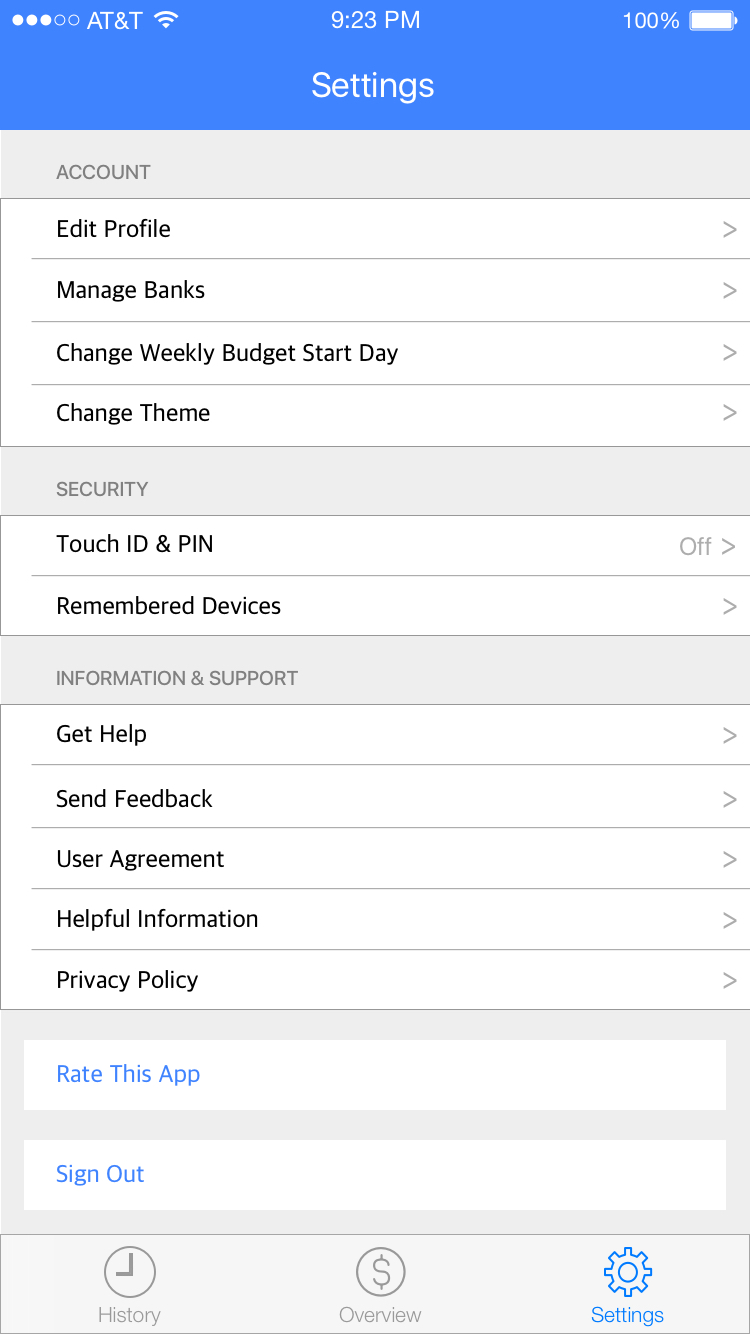 AT&T 9:23 PM 100%
Settings
ACCOUNT
Edit Profile >
Manage Banks >
Change Weekly Budget Start Day >
Change Theme >
SECURITY
Touch ID & PIN Off >
Remembered Devices >
INFORMATION & SUPPORT
Get Help >
Send Feedback >
User Agreement >
Helpful Information >
Privacy Policy >
Rate This App
Sign Out
$
History Overview Settings